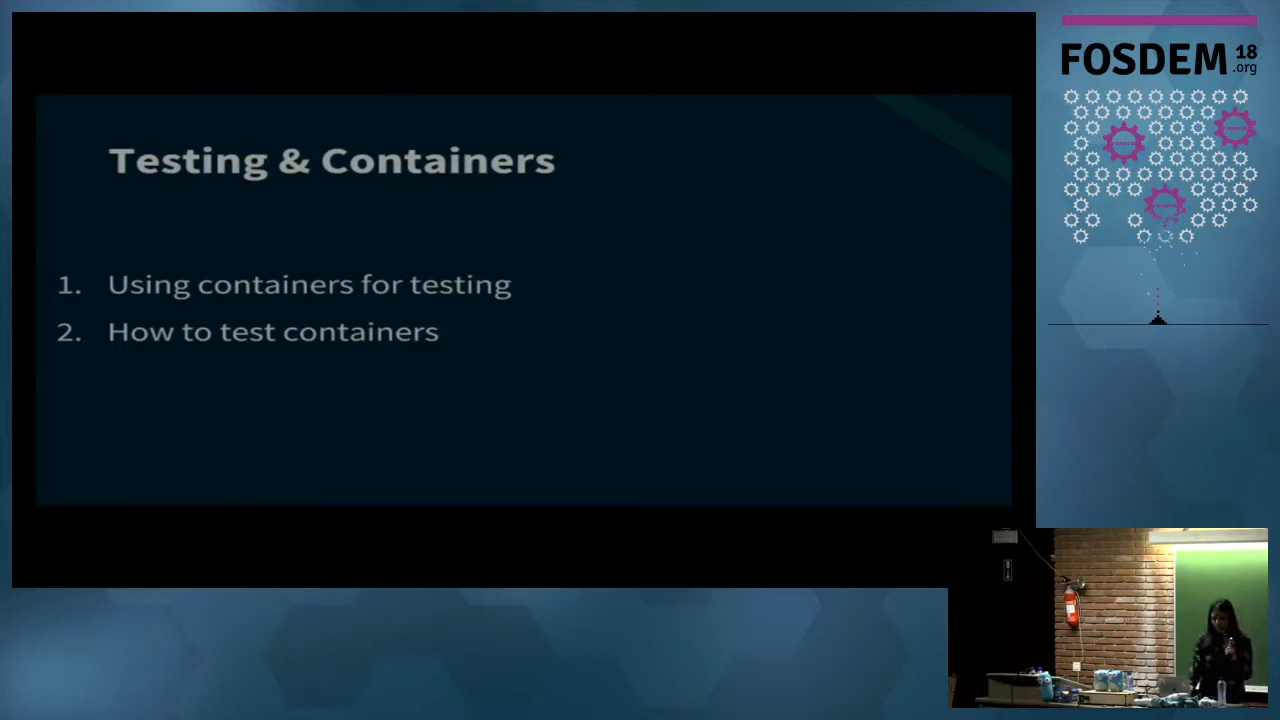 Testing & Containers
1. Using containers for testing
2. How to test containers
FOSDEM 18
.org